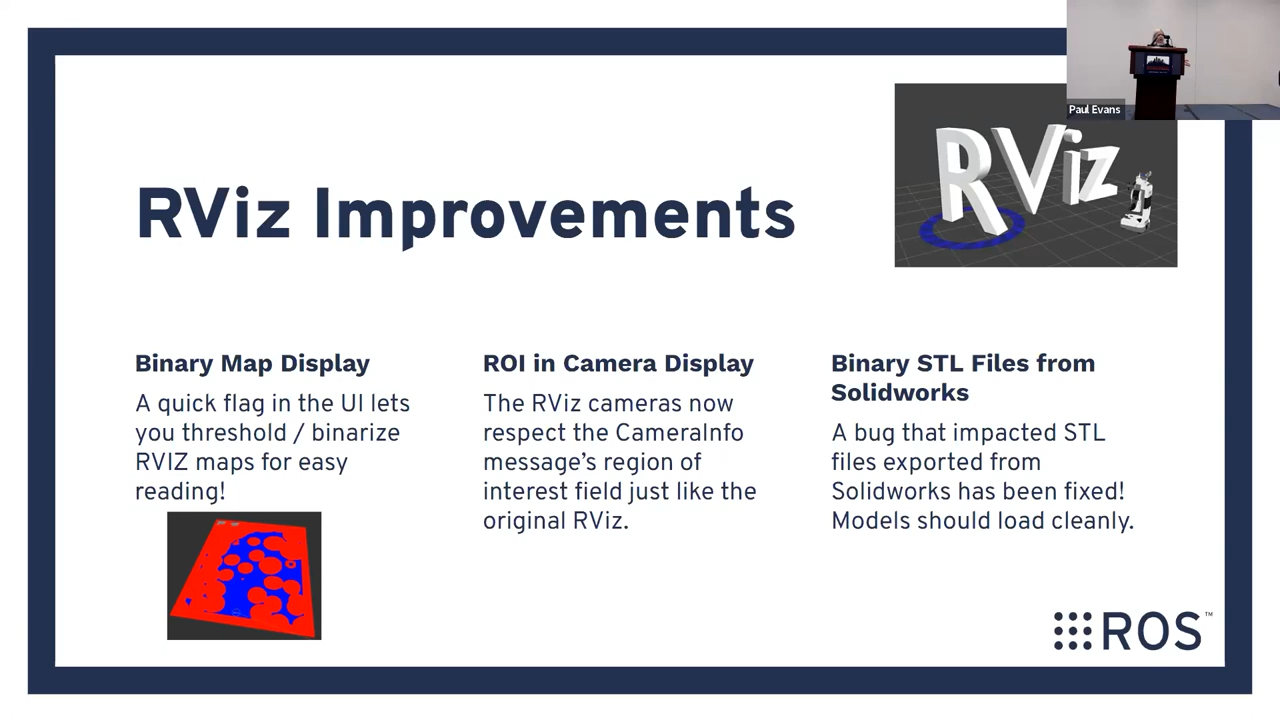 Paul Evans
RViz
RViz Improvements
Binary Map Display
A quick flag in the UI lets
you threshold / binarize
RVIZ maps for easy
reading!
ROI in Camera Display
The RViz cameras now
respect the CameraInfo
message's region of
interest field just like the
original RViz.
Binary STL Files from
Solidworks
A bug that impacted STL
files exported from
Solidworks has been fixed!
Models should load cleanly.
ROS™